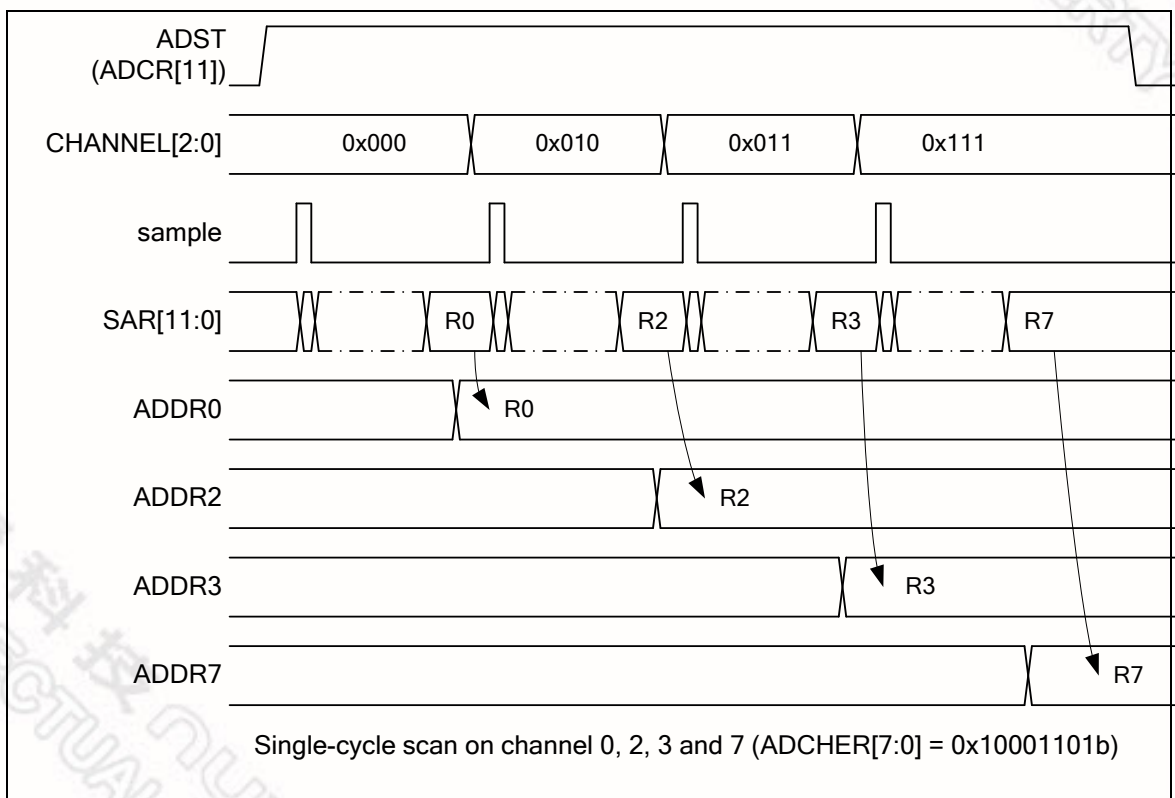 ADST
(ADCR[11])
CHANNEL[2:0]
0x000 0x010 0x011 0x111
sample
SAR[11:0]
R0 R2 R3 R7
ADDR0
R0
ADDR2
R2
ADDR3
R3
ADDR7
R7
Single-cycle scan on channel 0, 2, 3 and 7 (ADCHER[7:0] = 0x10001101b)
科技